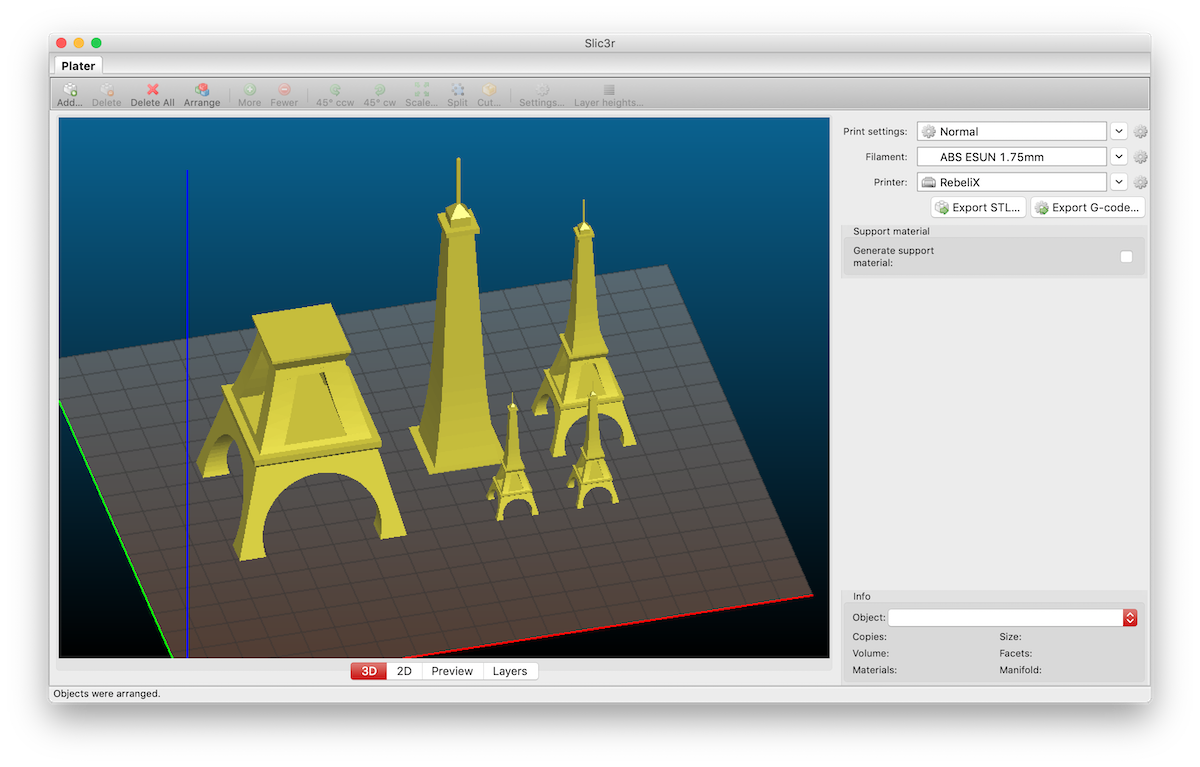 Slic3r
Plater
Add... Delete Delete All Arrange More Fewer 45° ccw 45° cw Scale... Split Cut... Settings... Layer heights...
Print settings: Normal
Filament: ABS ESUN 1.75mm
Printer: RebeliX
Export STL... Export G-code...
Support material
Generate support
material:
Info
Object:
Copies: Size:
Volume: Facets:
Materials: Manifold:
3D 2D Preview Layers
Objects were arranged.